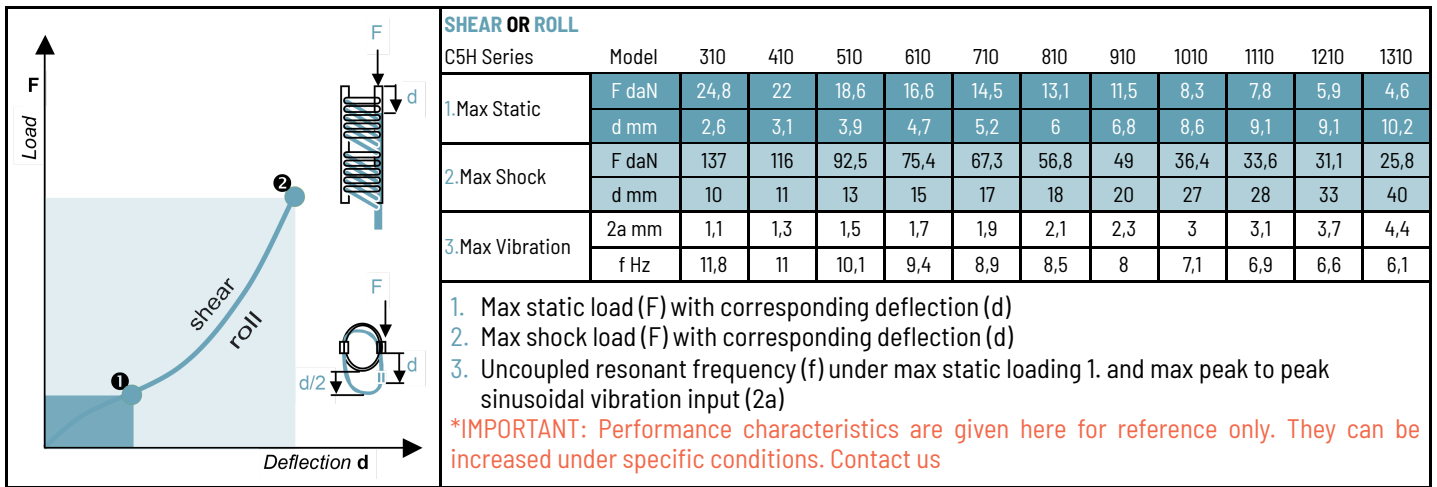 F
Load
❶
❷
shear
roll
Deflection d
F
d
F
d
d/2
SHEAR OR ROLL
C5H Series Model 310 410 510 610 710 810 910 1010 1110 1210 1310
1.Max Static
F daN 24,8 22 18,6 16,6 14,5 13,1 11,5 8,3 7,8 5,9 4,6
d mm 2,6 3,1 3,9 4,7 5,2 6 6,8 8,6 9,1 9,1 10,2
2.Max Shock
F daN 137 116 92,5 75,4 67,3 56,8 49 36,4 33,6 31,1 25,8
d mm 10 11 13 15 17 18 20 27 28 33 40
3.Max Vibration
2a mm 1,1 1,3 1,5 1,7 1,9 2,1 2,3 3 3,1 3,7 4,4
f Hz 11,8 11 10,1 9,4 8,9 8,5 8 7,1 6,9 6,6 6,1
1. Max static load (F) with corresponding deflection (d)
2. Max shock load (F) with corresponding deflection (d)
3. Uncoupled resonant frequency (f) under max static loading 1. and max peak to peak
sinusoidal vibration input (2a)
*IMPORTANT: Performance characteristics are given here for reference only. They can be
increased under specific conditions. Contact us